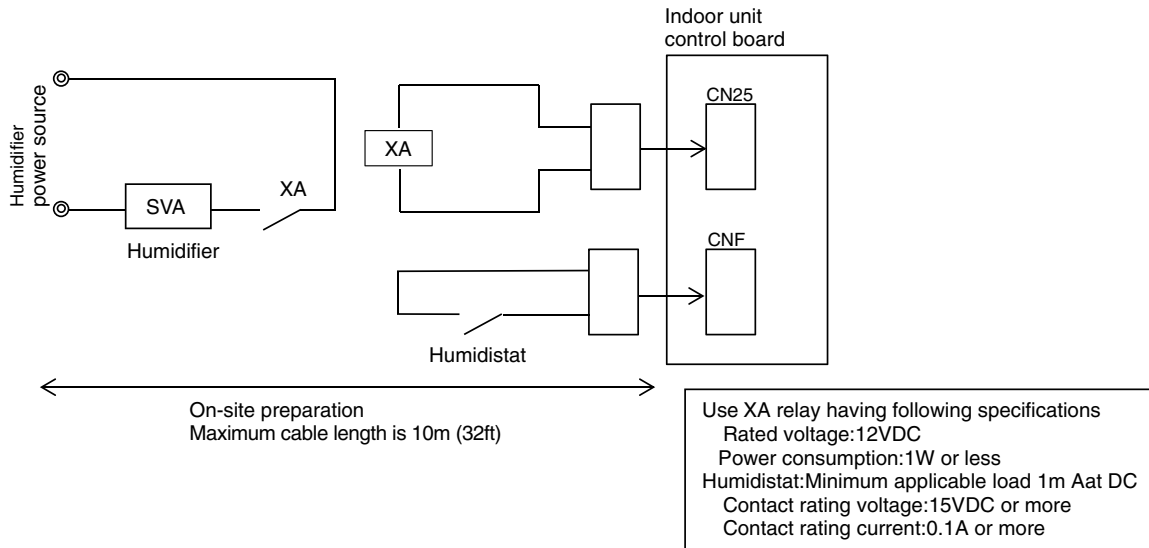 Indoor unit
control board
Humidifier
power source
CN25
XA
XA
SVA
Humidifier
CNF
Humidistat
On-site preparation
Maximum cable length is 10m (32ft)
Use XA relay having following specifications
Rated voltage:12VDC
Power consumption:1W or less
Humidistat:Minimum applicable load 1m Aat DC
Contact rating voltage:15VDC or more
Contact rating current:0.1A or more